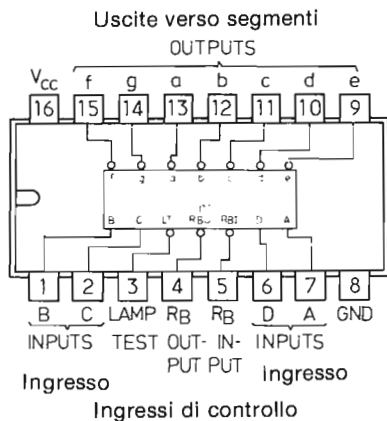 Uscite verso segmenti
OUTPUTS
Vcc f g a b c d e
16 15 14 13 12 11 10 9
f g a b c d e
B C LT RBO RBI D A
1 2 3 4 5 6 7 8
B C LAMP RB RB D A GND
INPUTS TEST OUT- IN- INPUTS
PUT PUT
Ingresso Ingresso
Ingressi di controllo